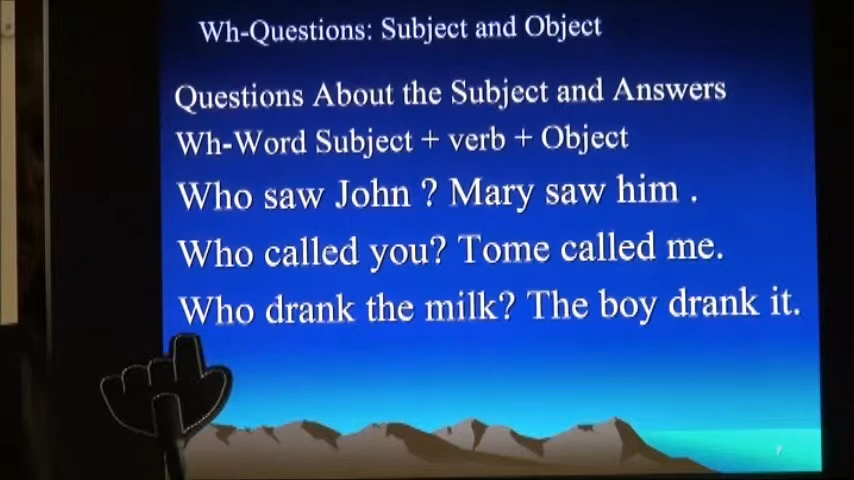 Wh-Questions: Subject and Object
Questions About the Subject and Answers
Wh-Word Subject + verb + Object
Who saw John ? Mary saw him .
Who called you? Tome called me.
Who drank the milk? The boy drank it.